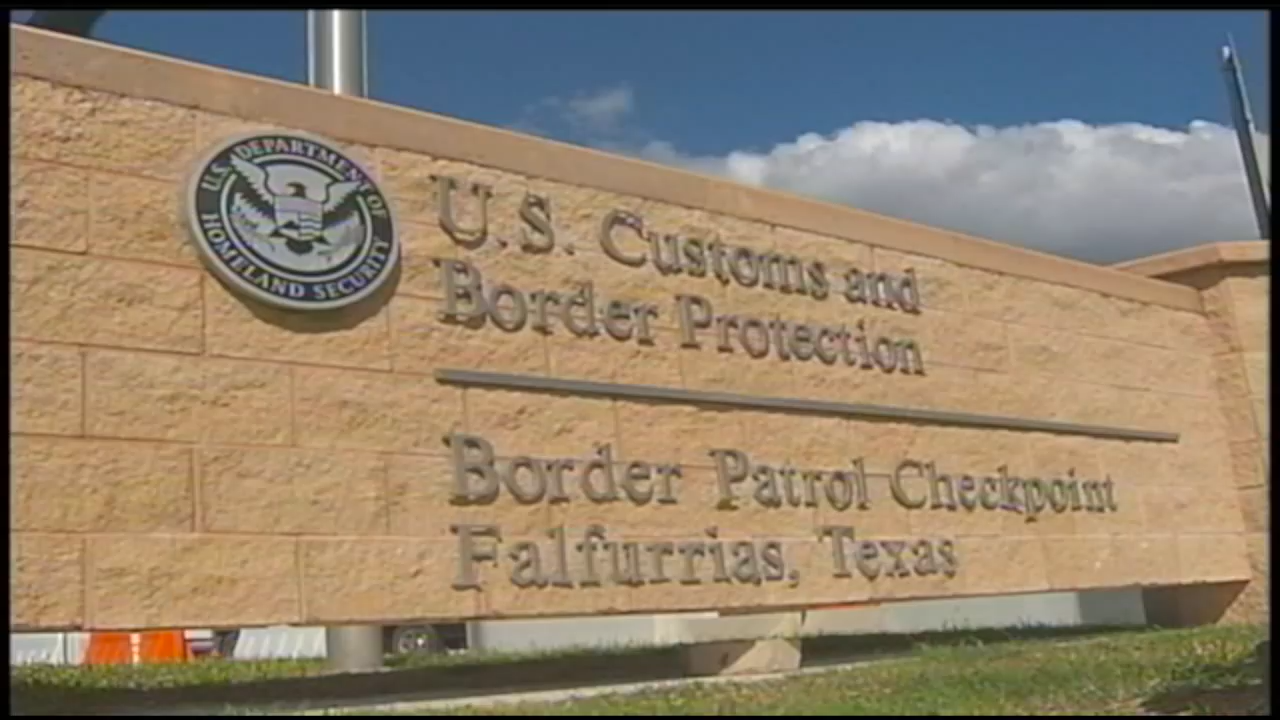 U.S. DEPARTMENT OF
HOMELAND SECURITY
U.S. Customs and
Border Protection
Border Patrol Checkpoint
Falfurrias, Texas